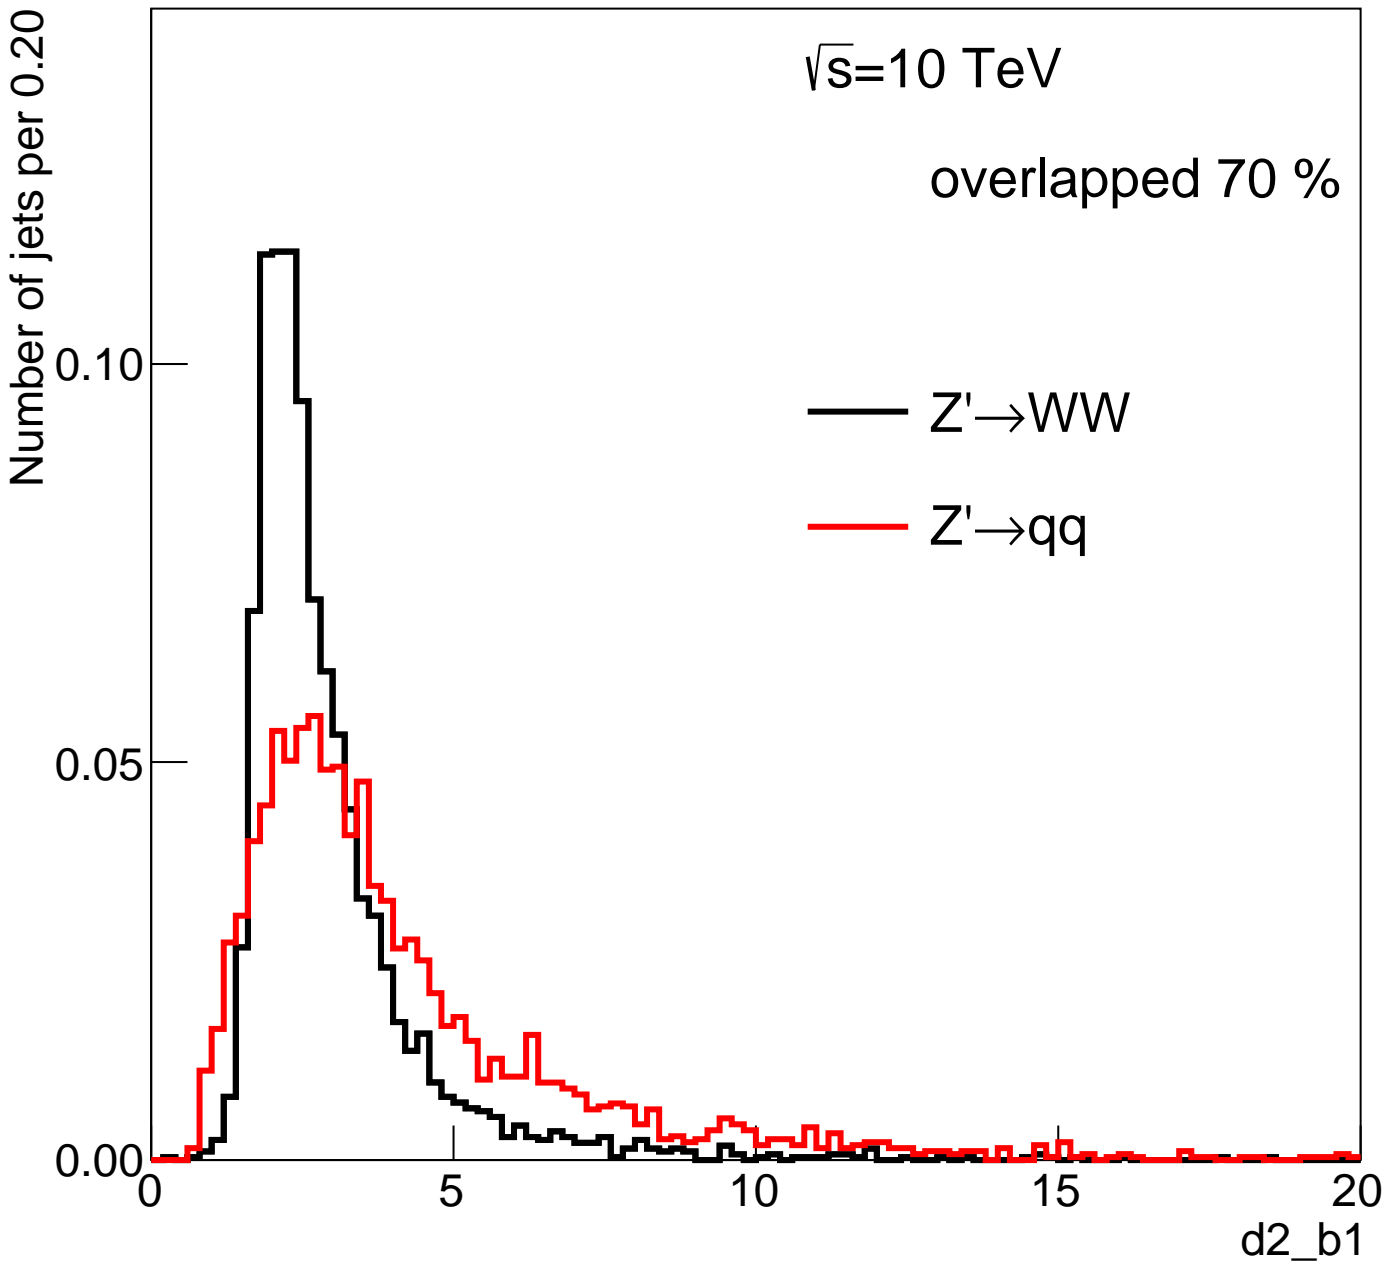 Number of jets per 0.20
√s=10 TeV
overlapped 70 %
Z'→WW
Z'→qq
0.10
0.05
0.00
0 5 10 15 20
d2_b1